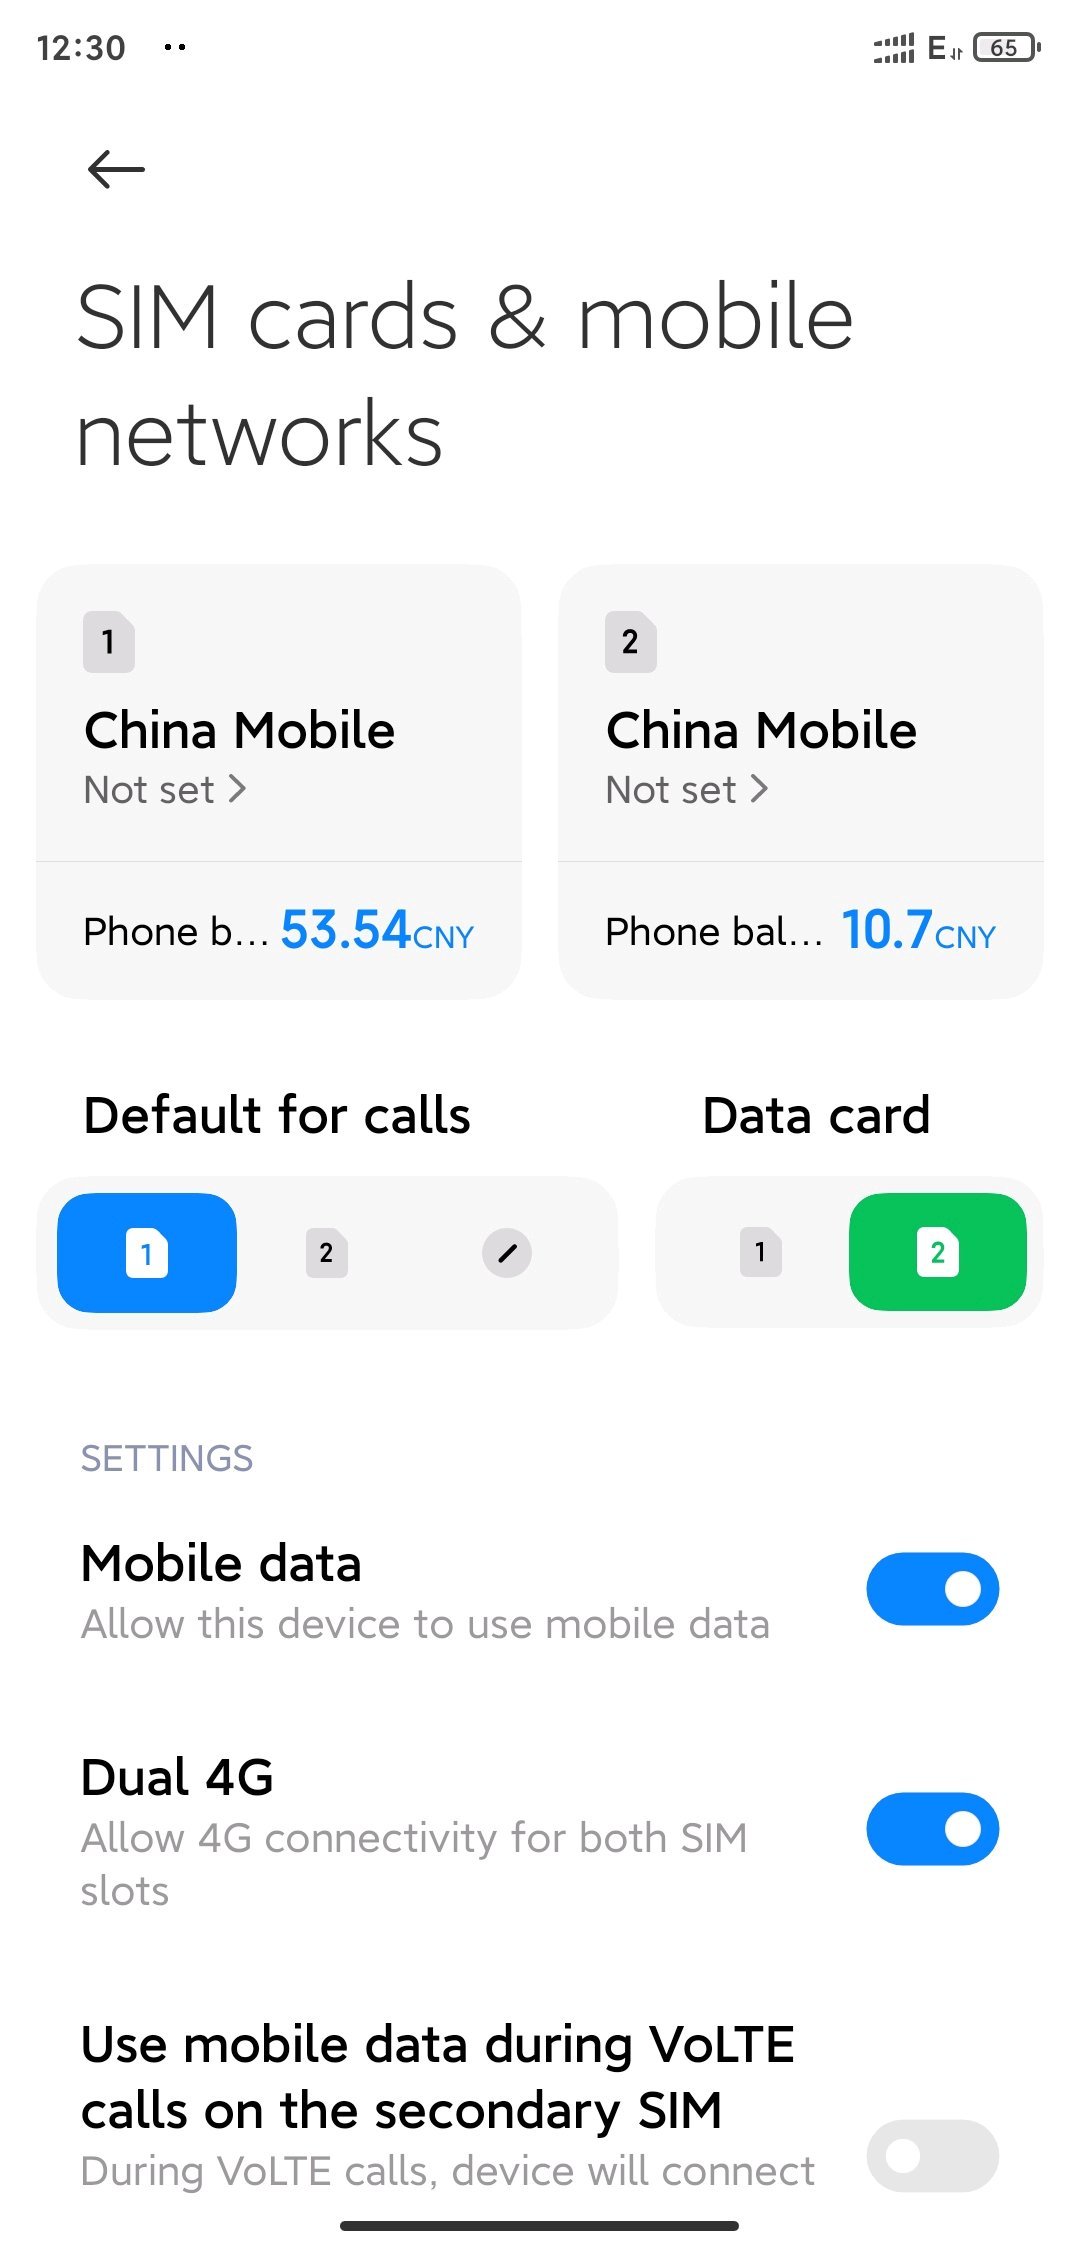 12:30
E
65
SIM cards & mobile
networks
1
China Mobile
Not set
Phone b... 53.54CNY
2
China Mobile
Not set
Phone bal... 10.7CNY
Default for calls
1
2
Data card
1
2
SETTINGS
Mobile data
Allow this device to use mobile data
Dual 4G
Allow 4G connectivity for both SIM
slots
Use mobile data during VoLTE
calls on the secondary SIM
During VoLTE calls, device will connect